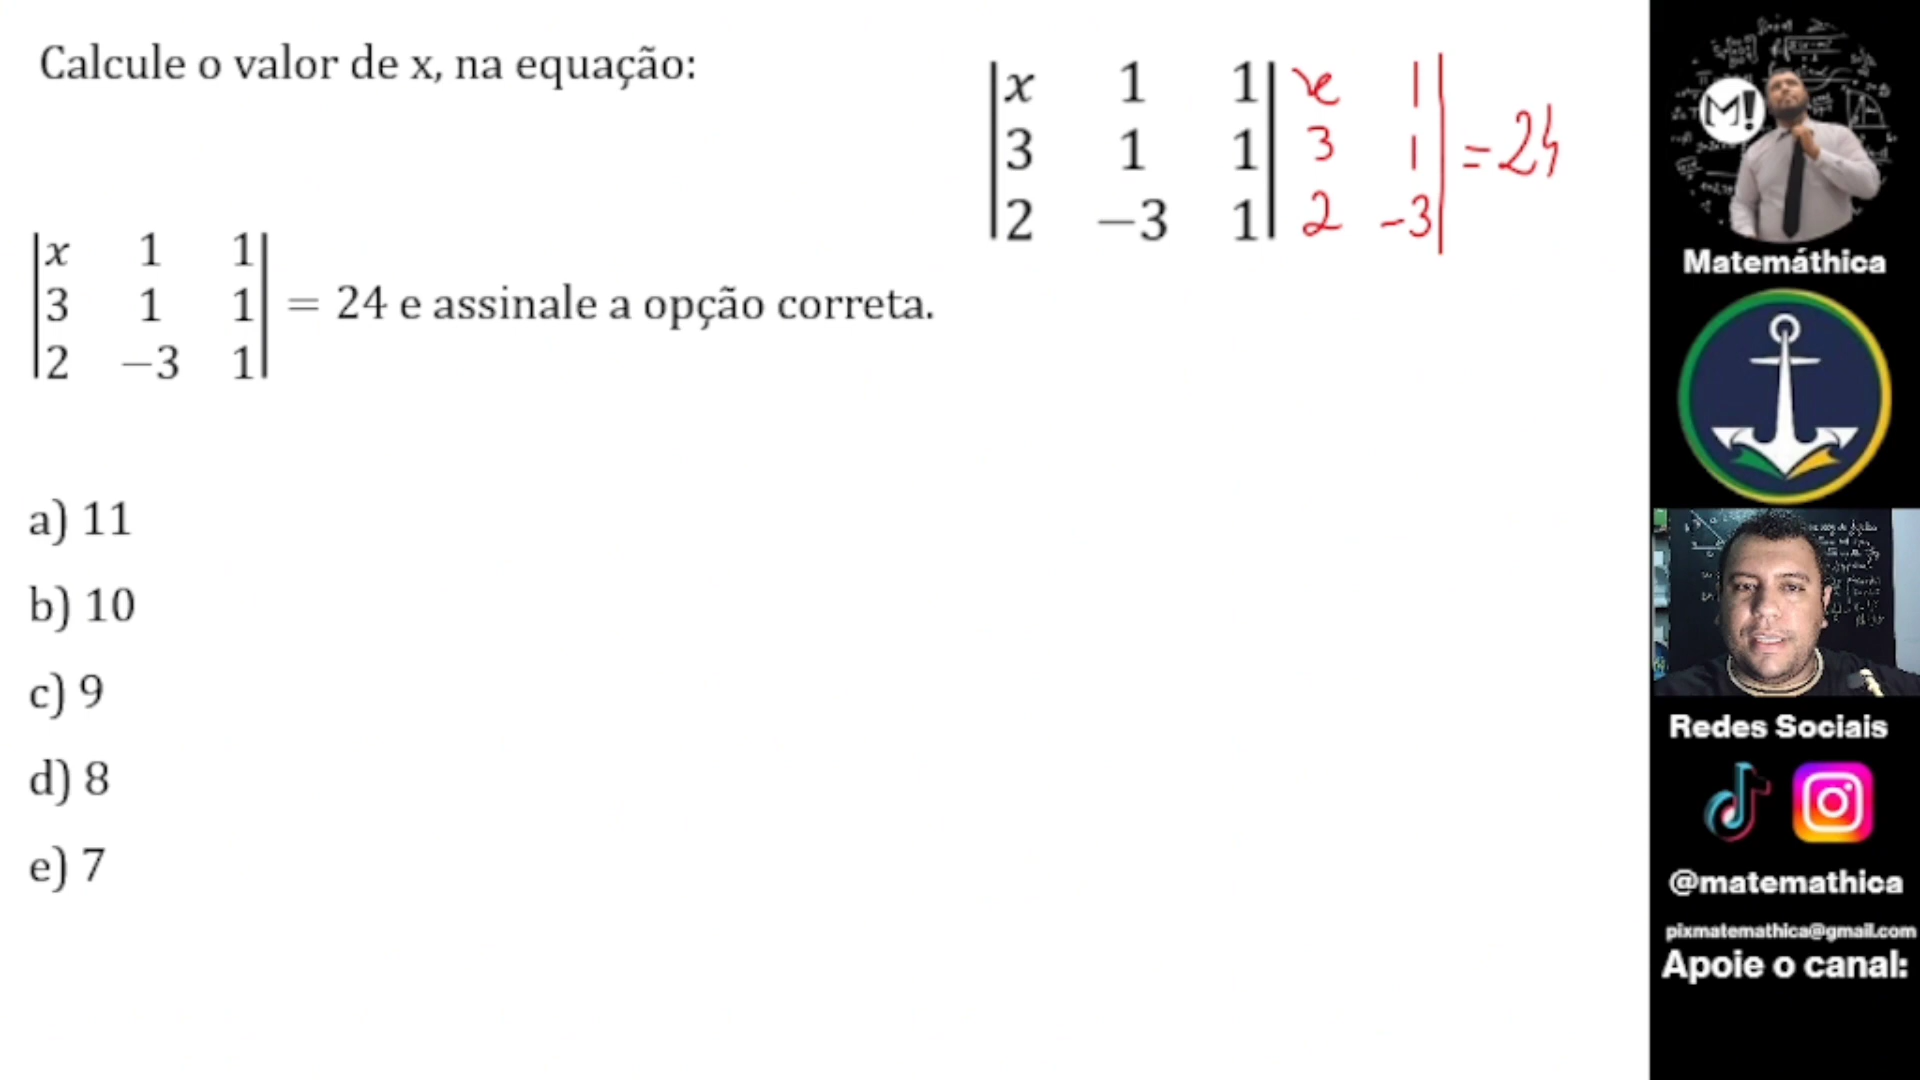 Calcule o valor de x, na equação:
|x 1 1|
|3 1 1| = 24 e assinale a opção correta.
|2 −3 1|
a) 11
b) 10
c) 9
d) 8
e) 7
|x 1 1| x 1|
|3 1 1| 3 1| = 24
|2 −3 1| 2 -3|
M!
Matemáthica
Redes Sociais
@matemathica
pixmatemathica@gmail.com
Apoie o canal: